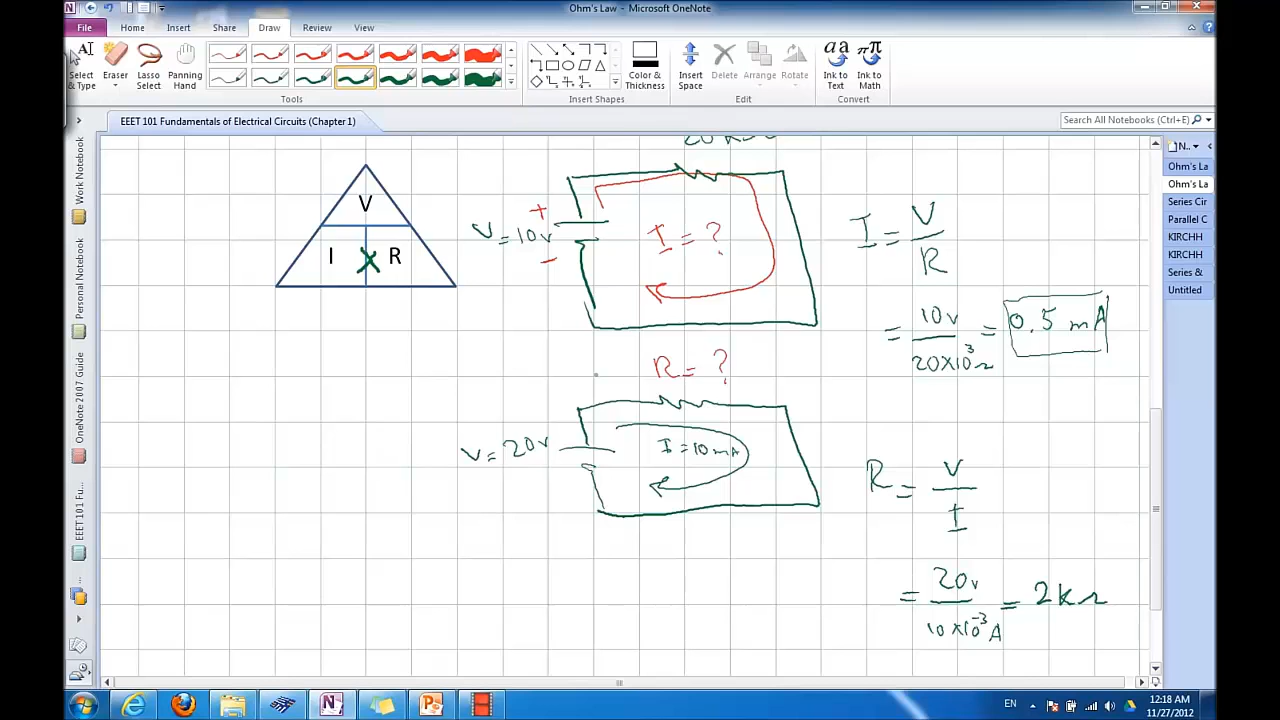 Ohm's Law - Microsoft OneNote
File Home Insert Share Draw Review View
Select & Type
Eraser
Lasso Select
Panning Hand
Color & Thickness
Insert Space
Delete
Arrange
Rotate
Ink to Text
Ink to Math
Tools
Insert Shapes
Edit
Convert
EEET 101 Fundamentals of Electrical Circuits (Chapter 1)
Search All Notebooks (Ctrl+E)
Work Notebook
Personal Notebook
OneNote 2007 Guide
EEET 101 Fu...
N...
Ohm's La
Ohm's La
Series Cir
Parallel C
KIRCHH
KIRCHH
Series &
Untitled
V
I X R
V = 10v
+
-
I = ?
I = V/R
= 10v / 20×10³Ω = 0.5 mA
R = ?
V = 20v
I = 10mA
R = V/I
= 20v / 10×10⁻³A = 2kΩ
EN
12:18 AM
11/27/2012